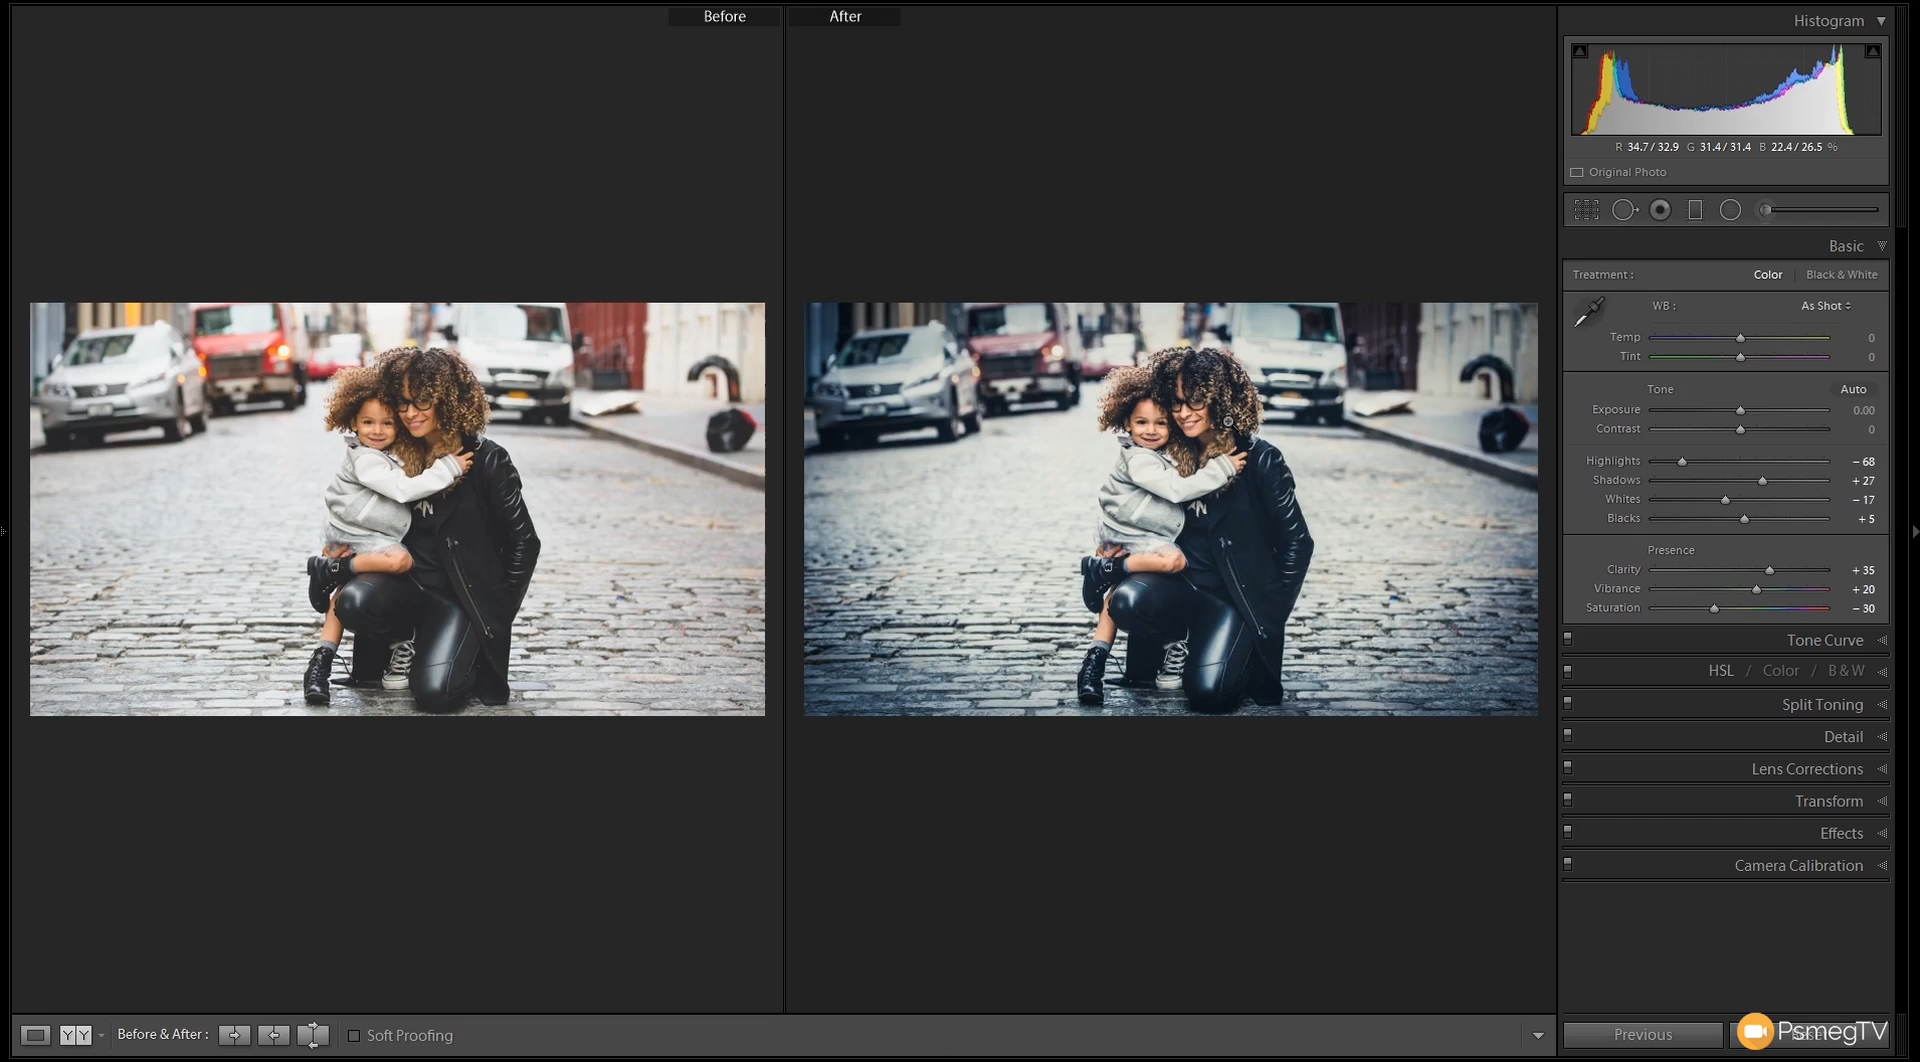 Before
After
Histogram
R 34.7 / 32.9 G 31.4 / 31.4 B 22.4 / 26.5 %
Original Photo
Basic
Treatment : Color Black & White
WB : As Shot
Temp 0
Tint 0
Tone Auto
Exposure 0.00
Contrast 0
Highlights – 68
Shadows + 27
Whites – 17
Blacks + 5
Presence
Clarity + 35
Vibrance + 20
Saturation – 30
Tone Curve
HSL / Color / B & W
Split Toning
Detail
Lens Corrections
Transform
Effects
Camera Calibration
Y Y Before & After : Soft Proofing
Previous
PsmegTV